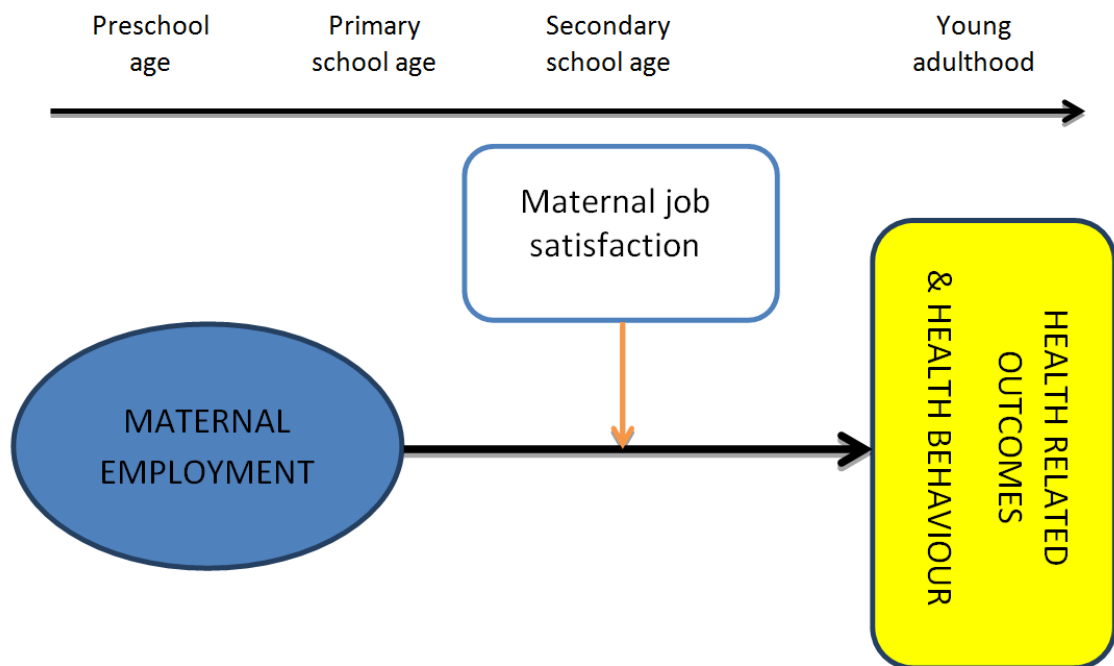 Preschool
age
Primary
school age
Secondary
school age
Young
adulthood
Maternal job
satisfaction
MATERNAL
EMPLOYMENT
HEALTH RELATED
OUTCOMES
& HEALTH BEHAVIOUR